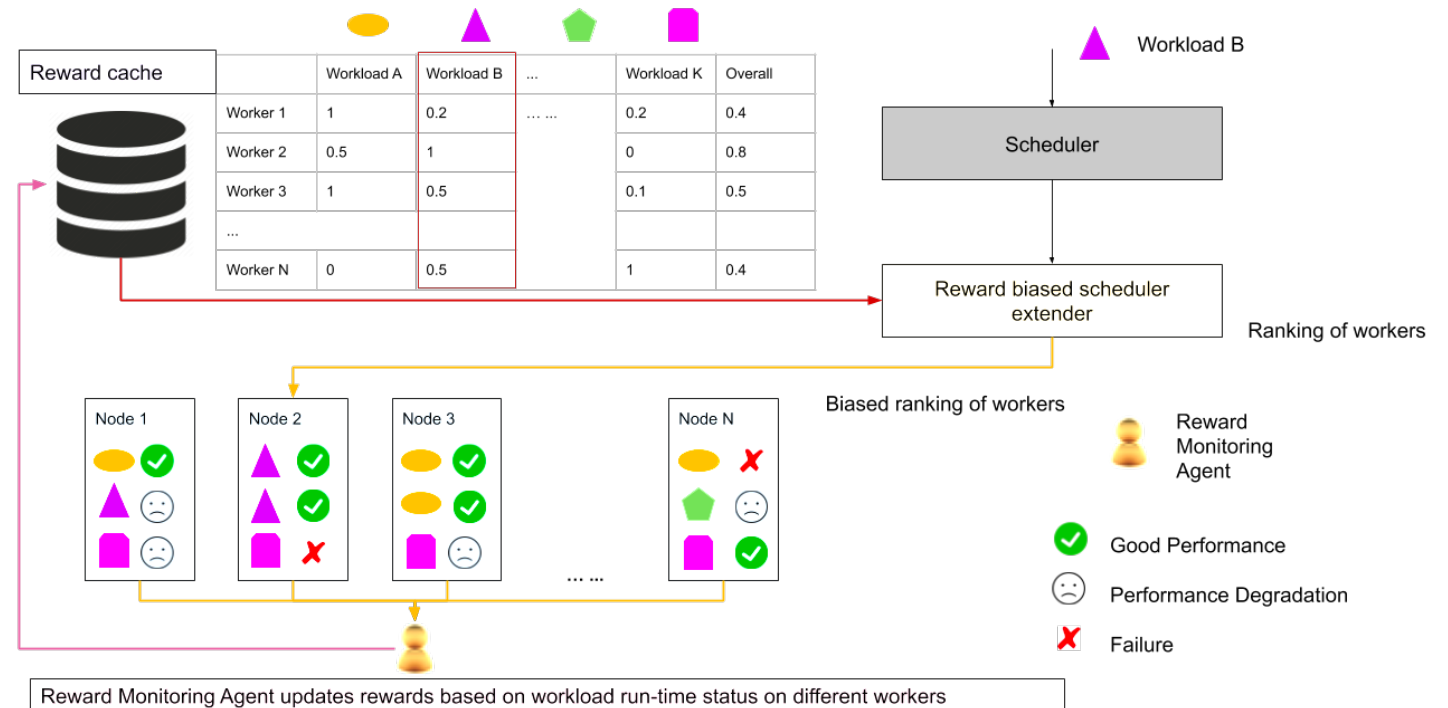 Workload B
Reward cache
Workload A Workload B ... Workload K Overall
Worker 1 1 0.2 ... ... 0.2 0.4
Worker 2 0.5 1 0 0.8
Worker 3 1 0.5 0.1 0.5
...
Worker N 0 0.5 1 0.4
Scheduler
Reward biased scheduler
extender
Ranking of workers
Biased ranking of workers
Node 1
Node 2
Node 3
Node N
... ...
Reward
Monitoring
Agent
Good Performance
Performance Degradation
Failure
Reward Monitoring Agent updates rewards based on workload run-time status on different workers